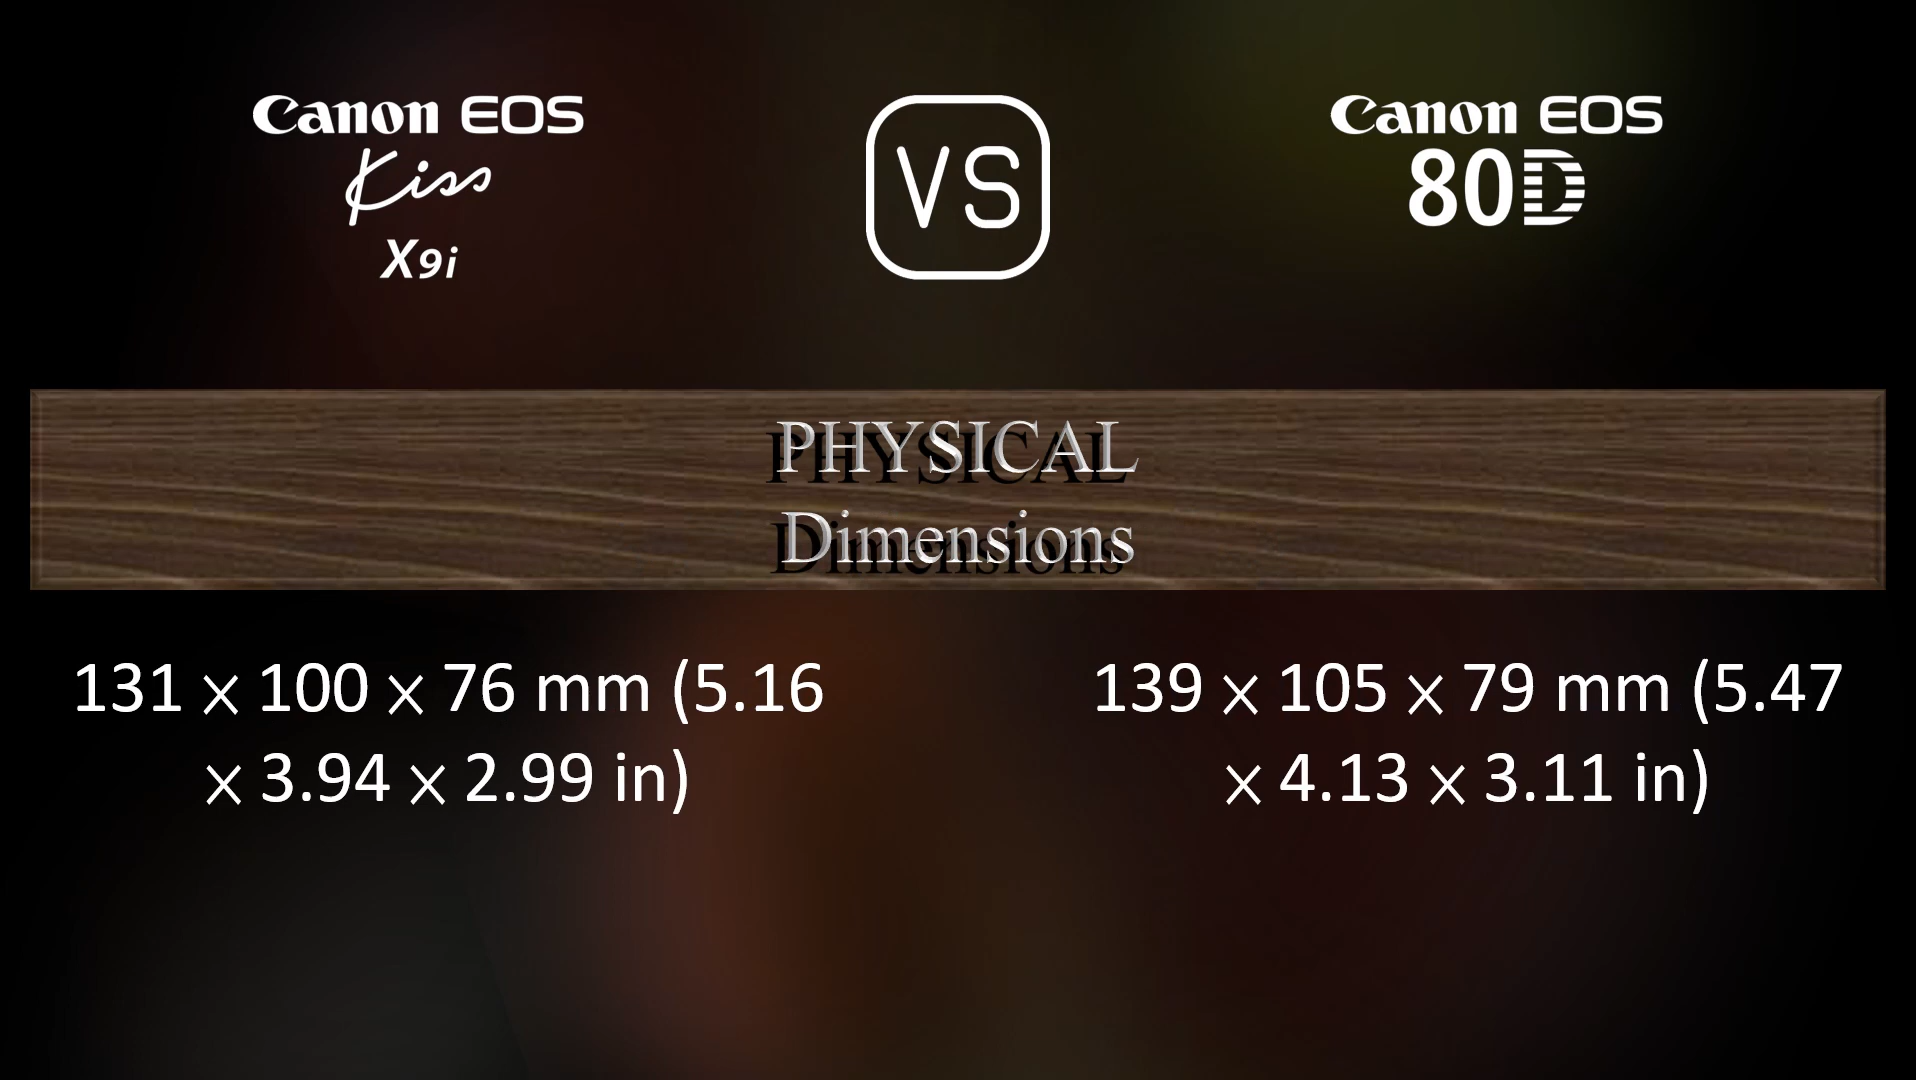 Canon EOS
Kiss
X9i
VS
Canon EOS
80D
PHYSICAL
Dimensions
131 x 100 x 76 mm (5.16
x 3.94 x 2.99 in)
139 x 105 x 79 mm (5.47
x 4.13 x 3.11 in)